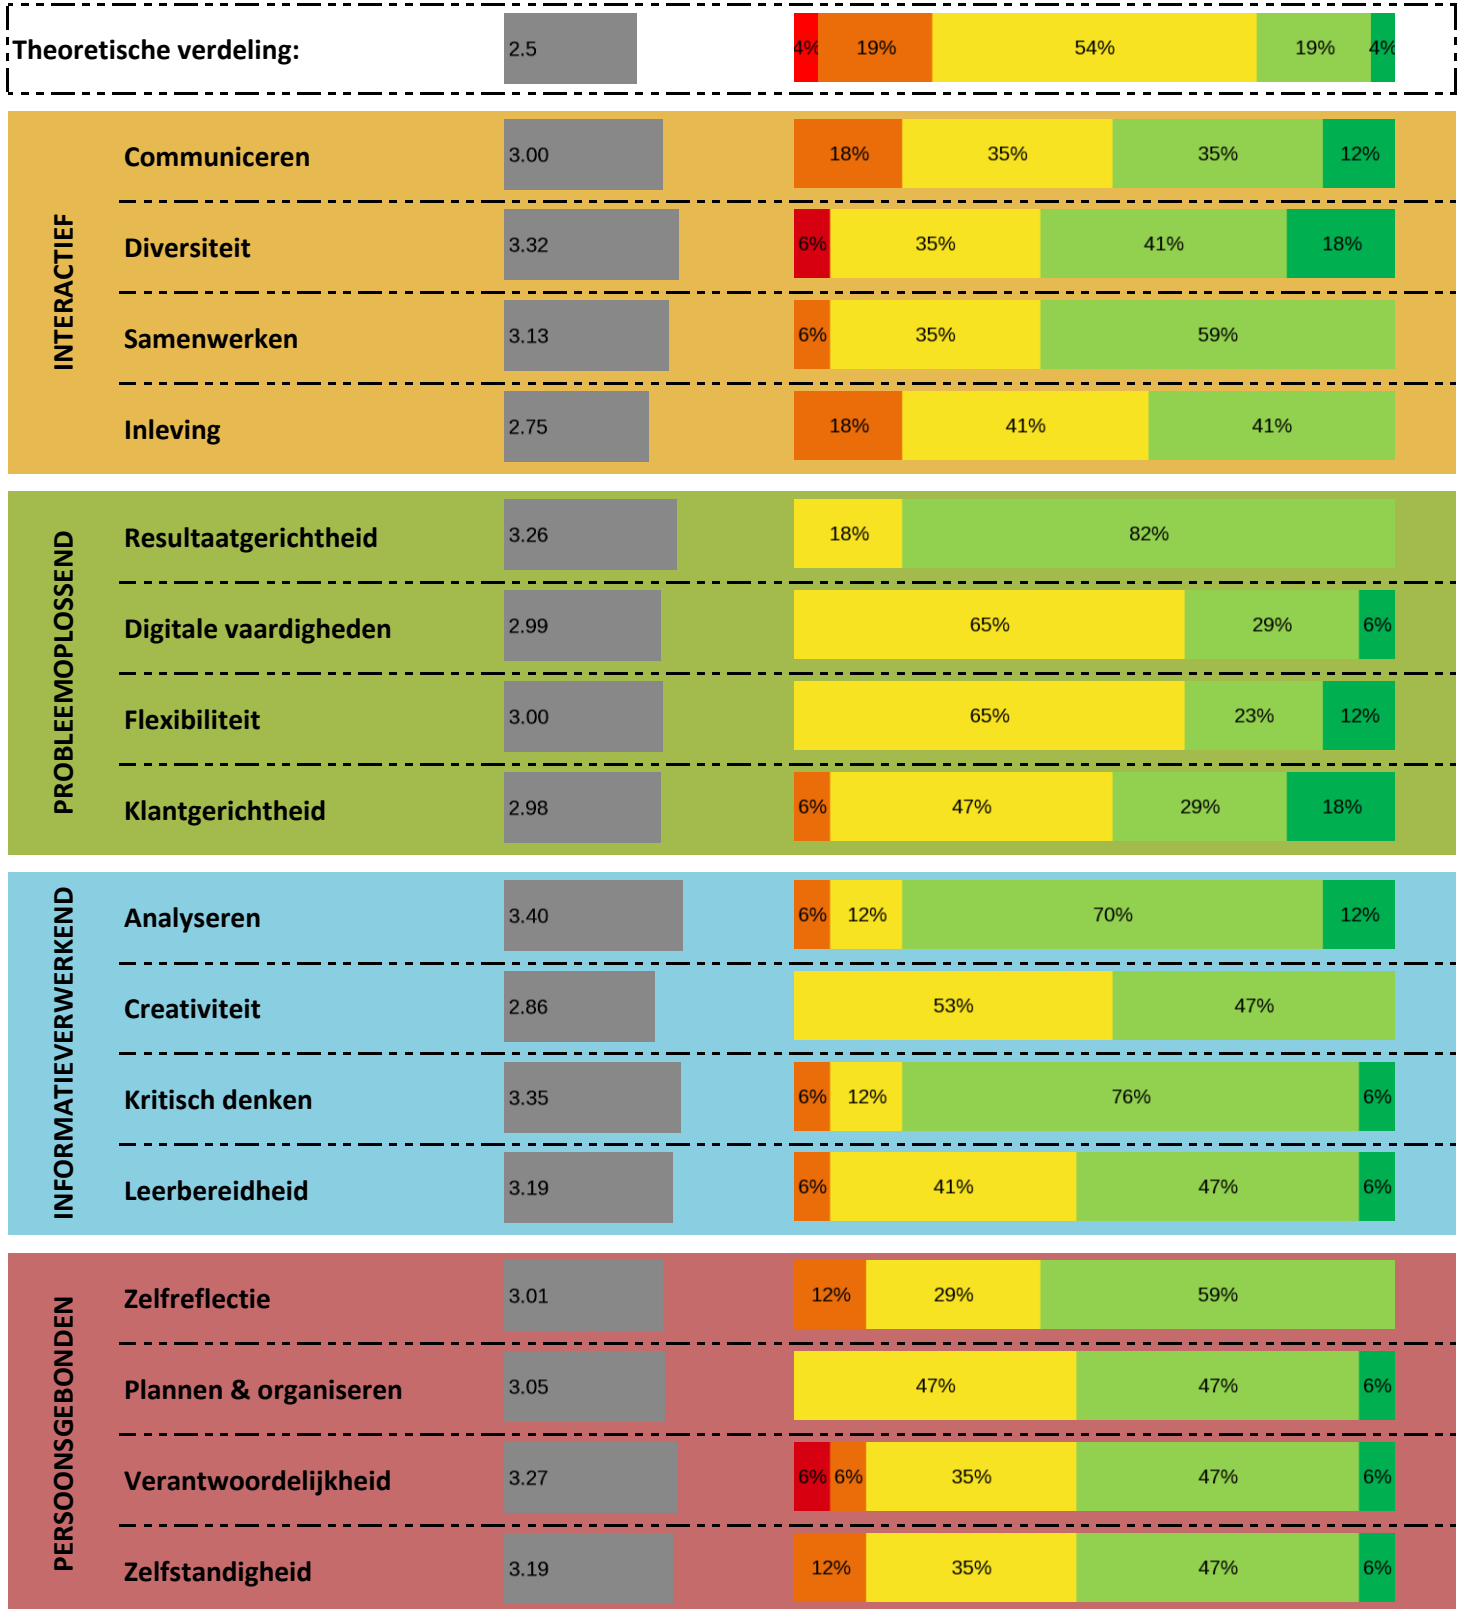 Theoretische verdeling: 2.5 4% 19% 54% 19% 4%
INTERACTIEF
Communiceren 3.00 18% 35% 35% 12%
Diversiteit 3.32 6% 35% 41% 18%
Samenwerken 3.13 6% 35% 59%
Inleving 2.75 18% 41% 41%
PROBLEEMOPLOSSEND
Resultaatgerichtheid 3.26 18% 82%
Digitale vaardigheden 2.99 65% 29% 6%
Flexibiliteit 3.00 65% 23% 12%
Klantgerichtheid 2.98 6% 47% 29% 18%
INFORMATIEVERWERKEND
Analyseren 3.40 6% 12% 70% 12%
Creativiteit 2.86 53% 47%
Kritisch denken 3.35 6% 12% 76% 6%
Leerbereidheid 3.19 6% 41% 47% 6%
PERSOONSGEBONDEN
Zelfreflectie 3.01 12% 29% 59%
Plannen & organiseren 3.05 47% 47% 6%
Verantwoordelijkheid 3.27 6% 6% 35% 47% 6%
Zelfstandigheid 3.19 12% 35% 47% 6%